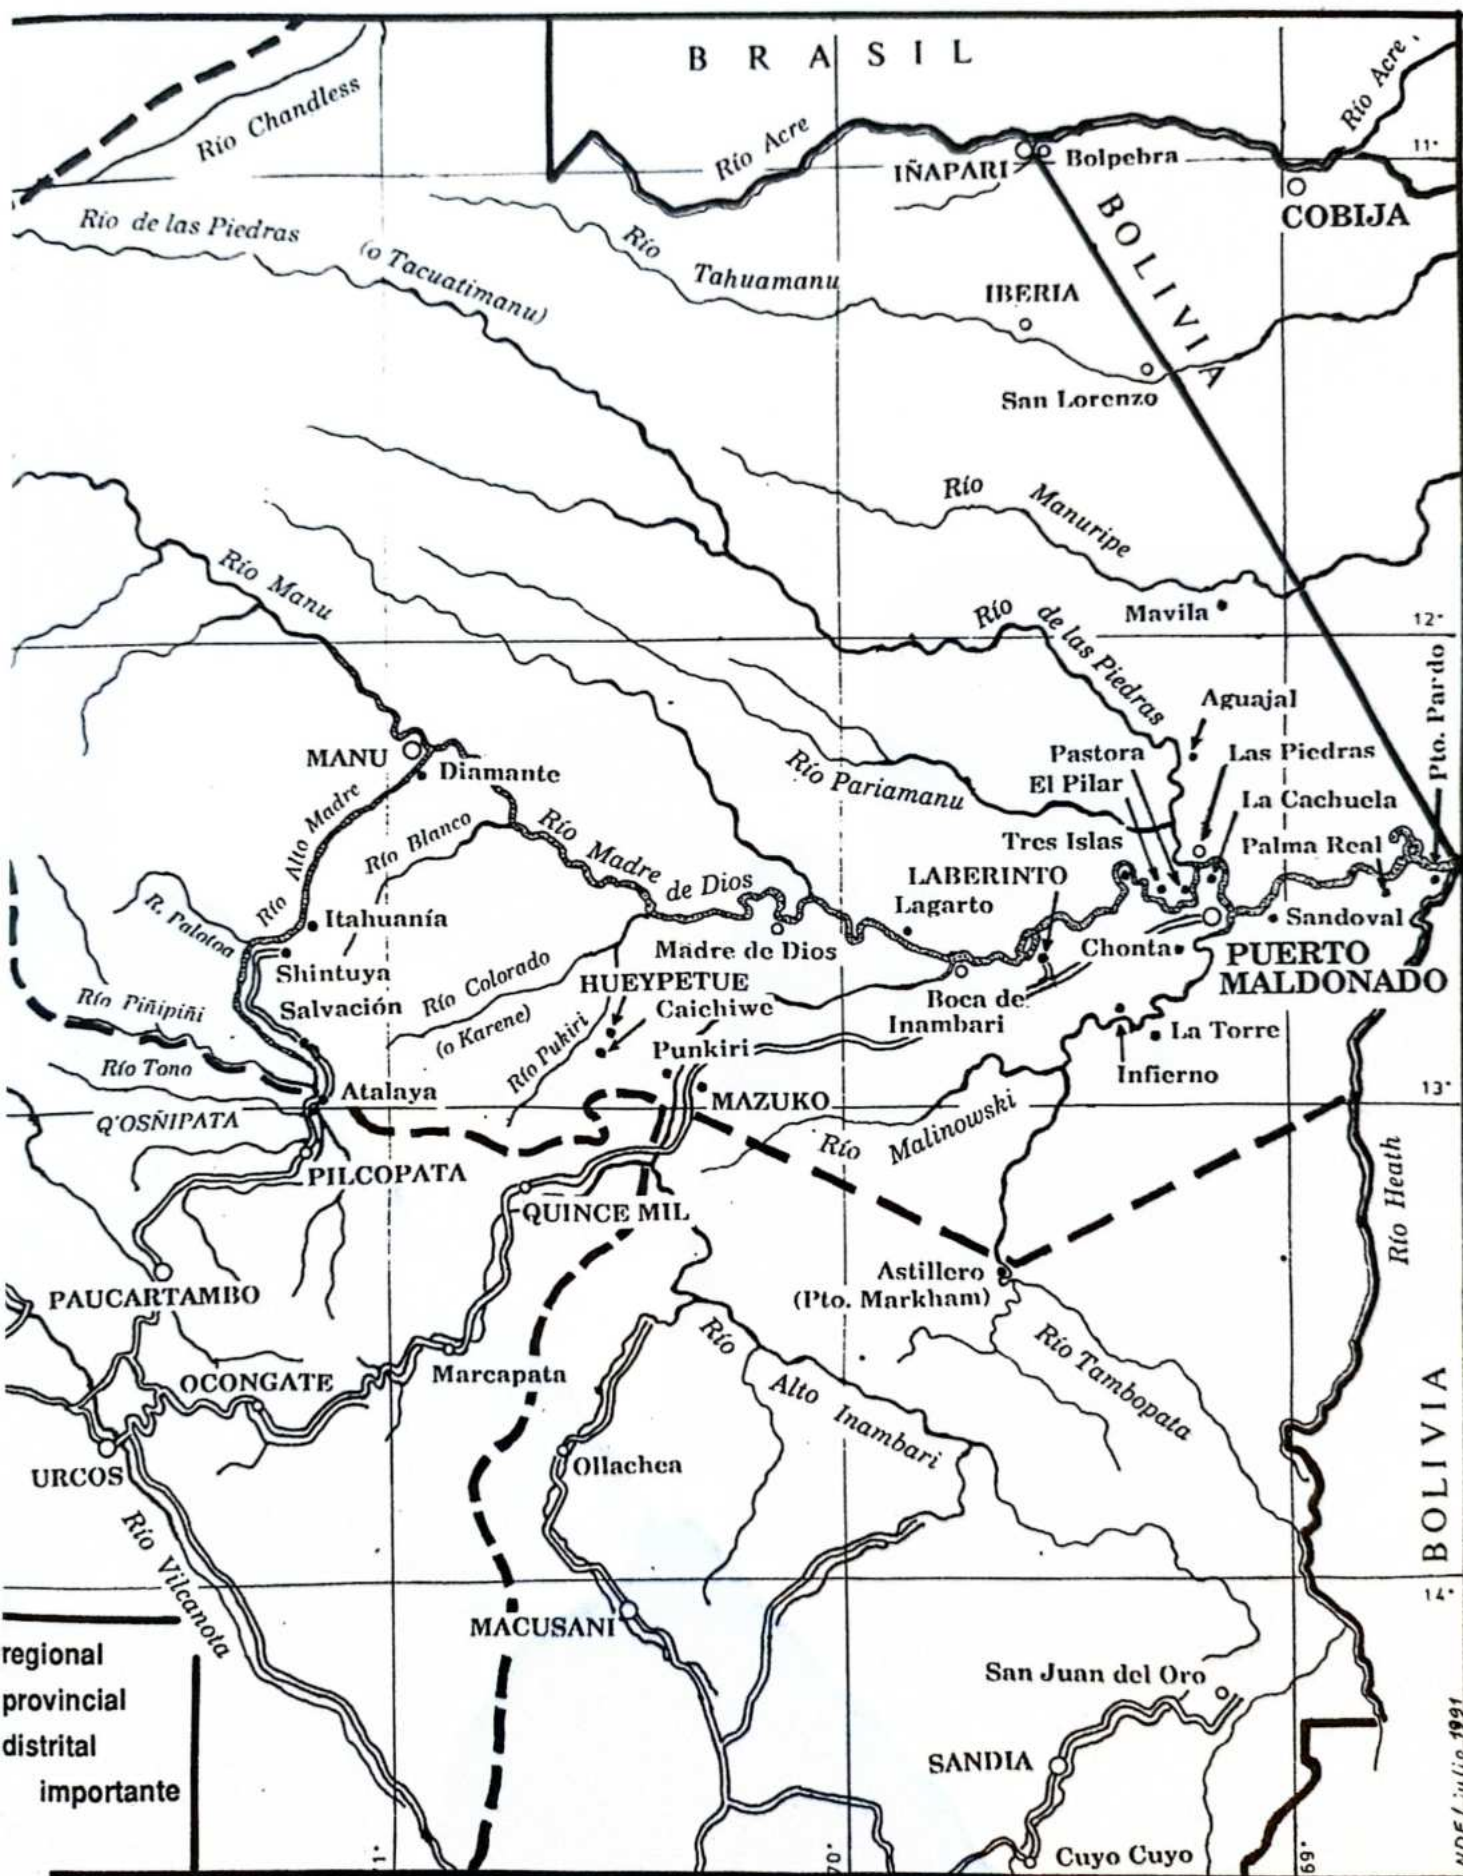 BRASIL
Río Chandless
Río Acre
Río Acre
IÑAPARI
Bolpebra
11°
COBIJA
Río de las Piedras
(o Tacuatimanu)
Río
Tahuamanu
BOLIVIA
IBERIA
San Lorenzo
Río
Manuripe
Río Manu
Mavila
12°
Río
de las Piedras
Pto. Pardo
Aguajal
MANU
Diamante
Pastora
Las Piedras
El Pilar
Río Pariamanu
La Cachuela
Río Alto Madre
Río Blanco
Río Madre
de Dios
Tres Islas
Palma Real
LABERINTO
Lagarto
R. Palotoa
Itahuanía
Sandoval
Shintuya
Madre de Dios
Chonta
PUERTO
MALDONADO
Río Piñipiñi
Salvación
Río Colorado
(o Karene)
HUEYPETUE
Caichiwe
Boca de
Inambari
La Torre
Río Pukiri
Punkiri
Río Tono
Infierno
Atalaya
MAZUKO
13°
Q'OSÑIPATA
Río
Malinowski
PILCOPATA
Río Heath
QUINCE MIL
Astillero
(Pto. Markham)
PAUCARTAMBO
Río
Alto
Inambari
Río Tambopata
OCONGATE
Marcapata
BOLIVIA
Ollachea
URCOS
Río Vilcanota
14°
MACUSANI
regional
provincial
distrital
importante
San Juan del Oro
SANDIA
Cuyo Cuyo
70°
69°
julio 1991